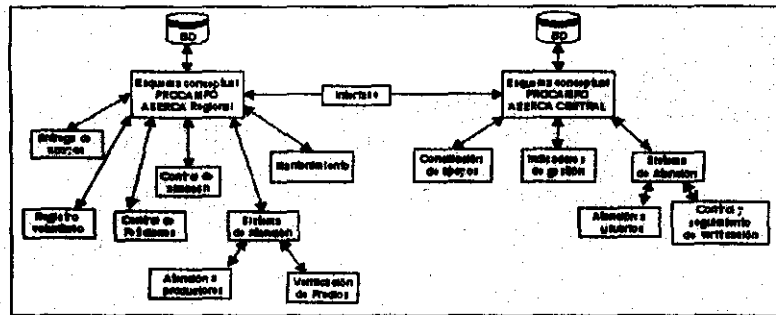 BD
BD
Esquema conceptual
PROCAMPO
ASERCA Regional
Interfase
Esquema conceptual
PROCAMPO
ASERCA CENTRAL
Entrega de
apoyos
Control de
Mantenimiento
Conciliación
de apoyos
Indicadores
de gestión
Sistema
de Atención
Registro
voluntario
Control de
Sistema
de Atención
Atención a
usuarios
Control y
seguimiento
de verificación
Atención a
productores
Verificación
de Predios